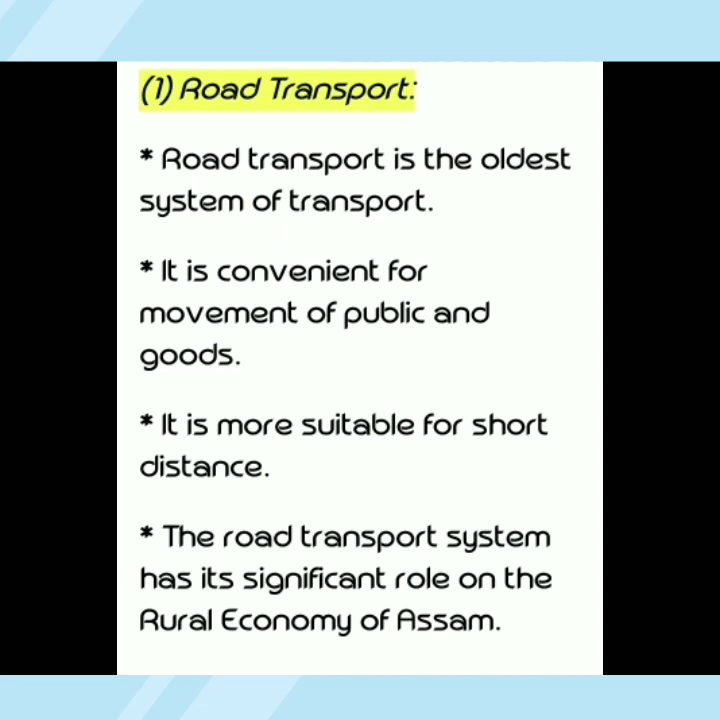 (1) Road Transport:
* Road transport is the oldest
system of transport.
* It is convenient for
movement of public and
goods.
* It is more suitable for short
distance.
* The road transport system
has its significant role on the
Rural Economy of Assam.